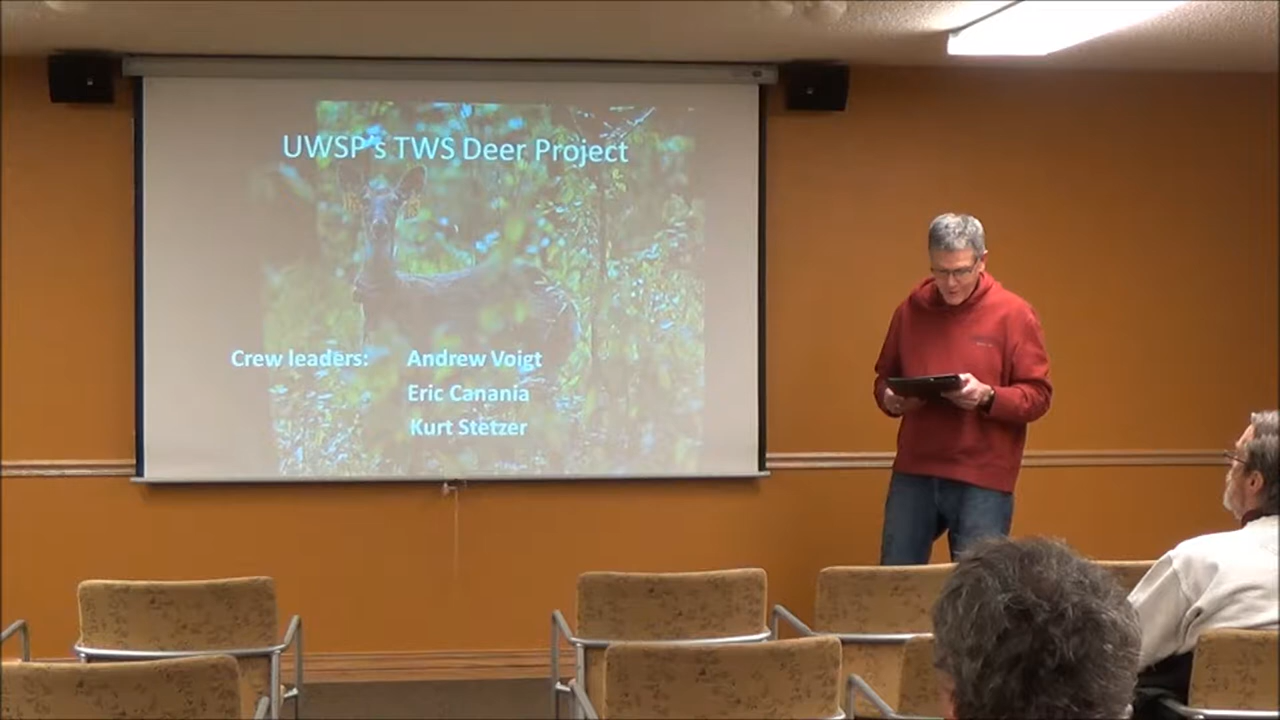 UWSP's TWS Deer Project
Crew leaders: Andrew Voigt
Eric Canania
Kurt Stetzer